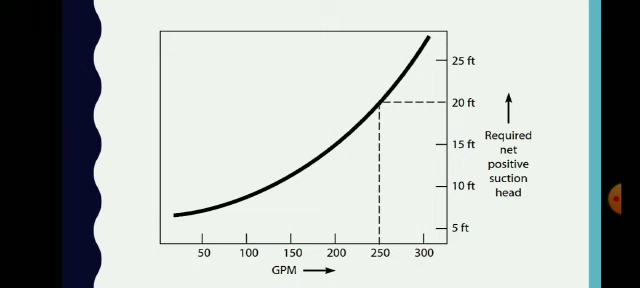 25 ft
20 ft
15 ft
10 ft
5 ft
Required
net
positive
suction
head
50 100 150 200 250 300
GPM